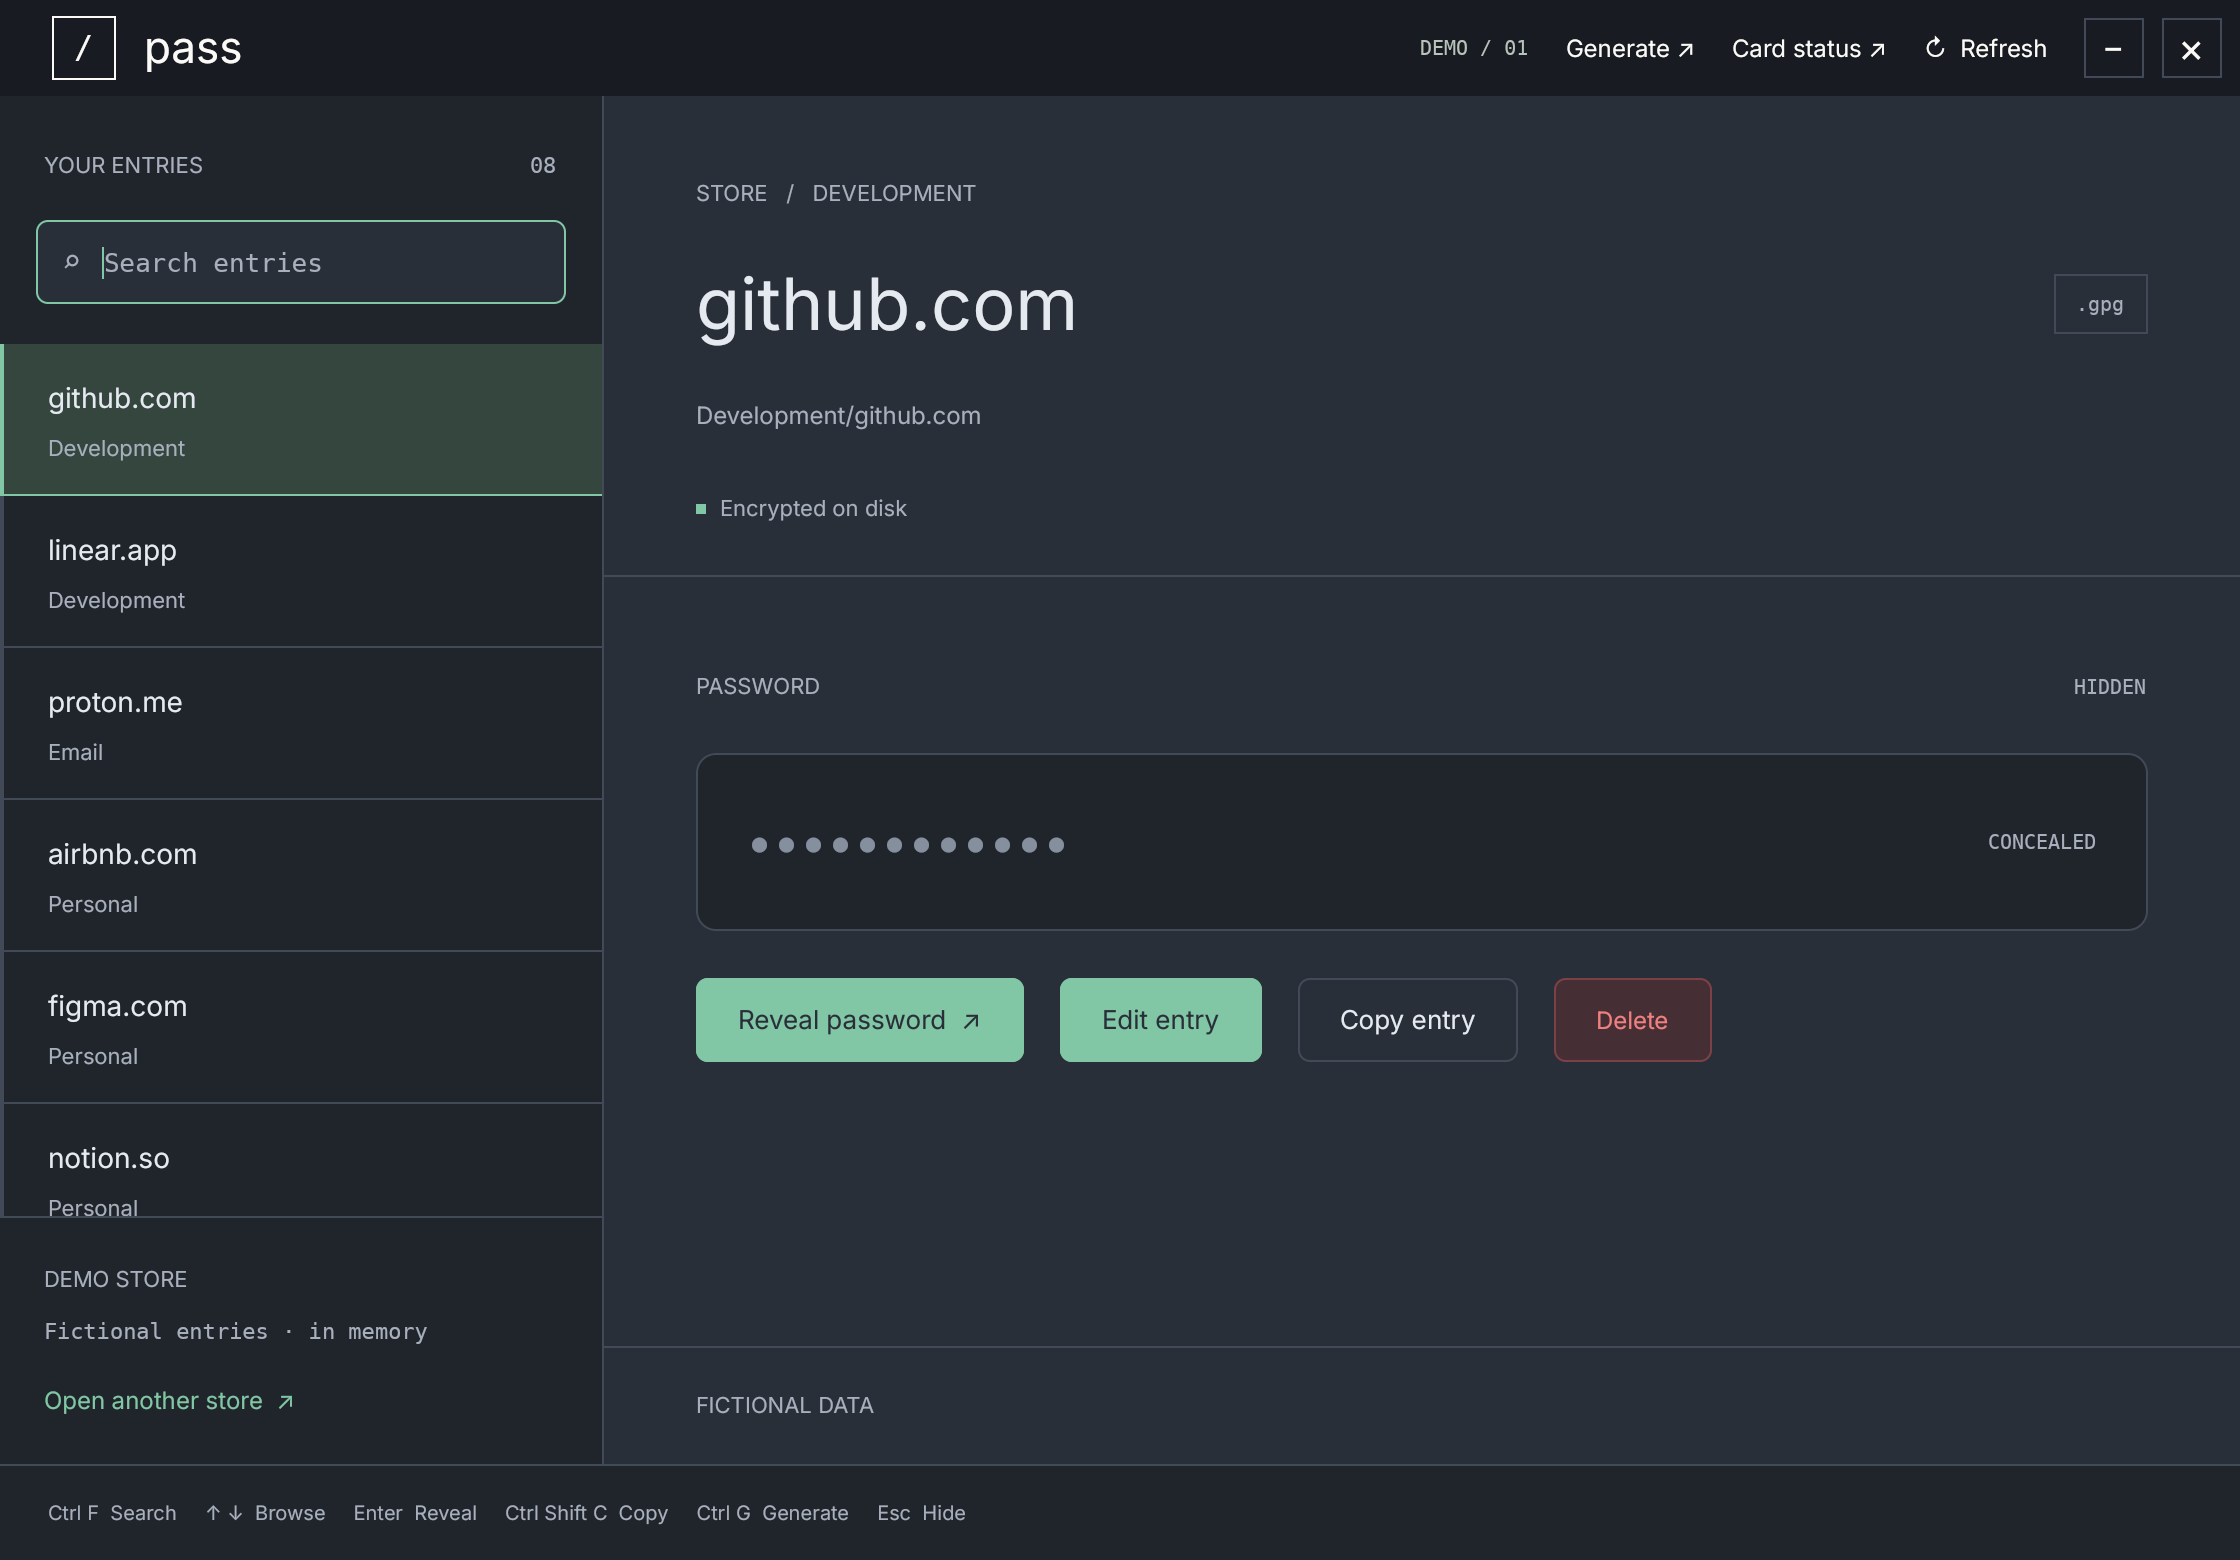 / pass
DEMO / 01 Generate ↗ Card status ↗ ↻ Refresh − ×
YOUR ENTRIES 08
Search entries
github.com
Development
linear.app
Development
proton.me
Email
airbnb.com
Personal
figma.com
Personal
notion.so
Personal
DEMO STORE
Fictional entries · in memory
Open another store ↗
STORE / DEVELOPMENT
github.com
.gpg
Development/github.com
Encrypted on disk
PASSWORD HIDDEN
●●●●●●●●●●●● CONCEALED
Reveal password ↗ Edit entry Copy entry Delete
FICTIONAL DATA
Ctrl F Search ↑↓ Browse Enter Reveal Ctrl Shift C Copy Ctrl G Generate Esc Hide